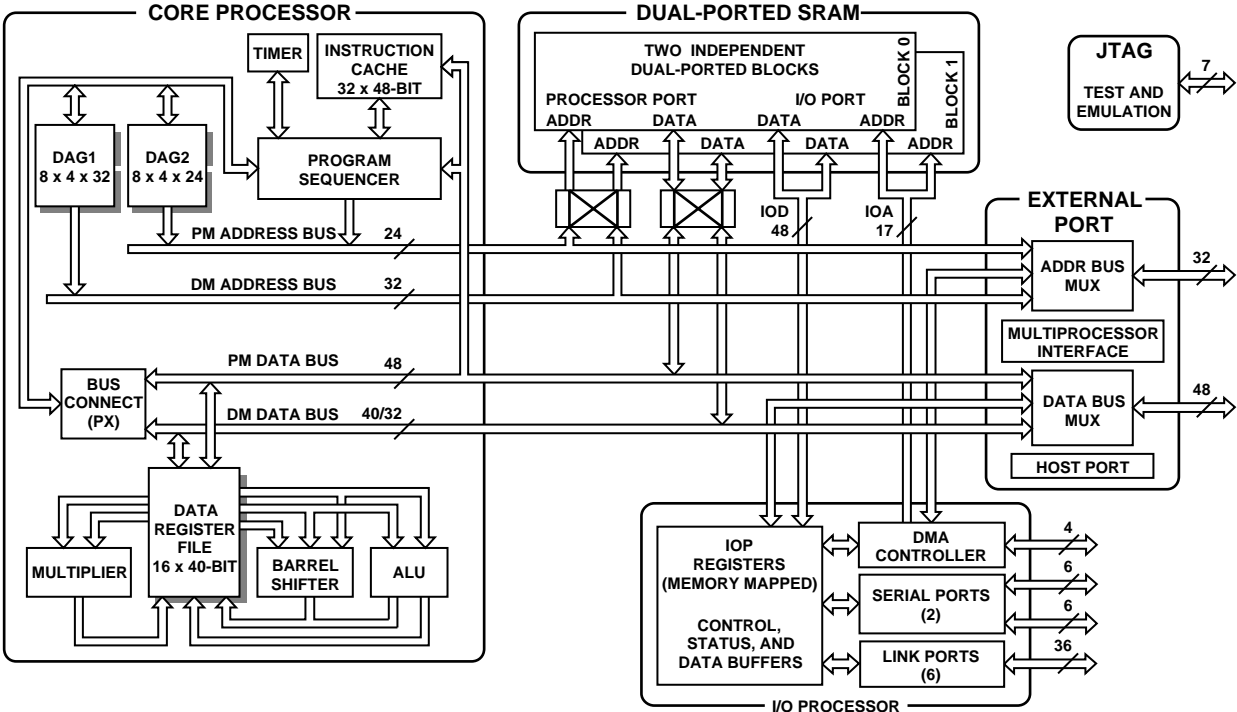 CORE PROCESSOR
TIMER
INSTRUCTION
CACHE
32 x 48-BIT
DAG1
8 x 4 x 32
DAG2
8 x 4 x 24
PROGRAM
SEQUENCER
PM ADDRESS BUS
24
DM ADDRESS BUS
32
PM DATA BUS
48
BUS
CONNECT
(PX)
DM DATA BUS
40/32
DATA
REGISTER
FILE
16 x 40-BIT
MULTIPLIER
BARREL
SHIFTER
ALU
DUAL-PORTED SRAM
TWO INDEPENDENT
DUAL-PORTED BLOCKS
BLOCK 0
BLOCK 1
PROCESSOR PORT
I/O PORT
ADDR
DATA
DATA
ADDR
ADDR
DATA
DATA
ADDR
IOD
48
IOA
17
JTAG
TEST AND
EMULATION
7
EXTERNAL
PORT
ADDR BUS
MUX
32
MULTIPROCESSOR
INTERFACE
DATA BUS
MUX
48
HOST PORT
IOP
REGISTERS
(MEMORY MAPPED)
CONTROL,
STATUS, AND
DATA BUFFERS
DMA
CONTROLLER
4
SERIAL PORTS
(2)
6
6
LINK PORTS
(6)
36
I/O PROCESSOR